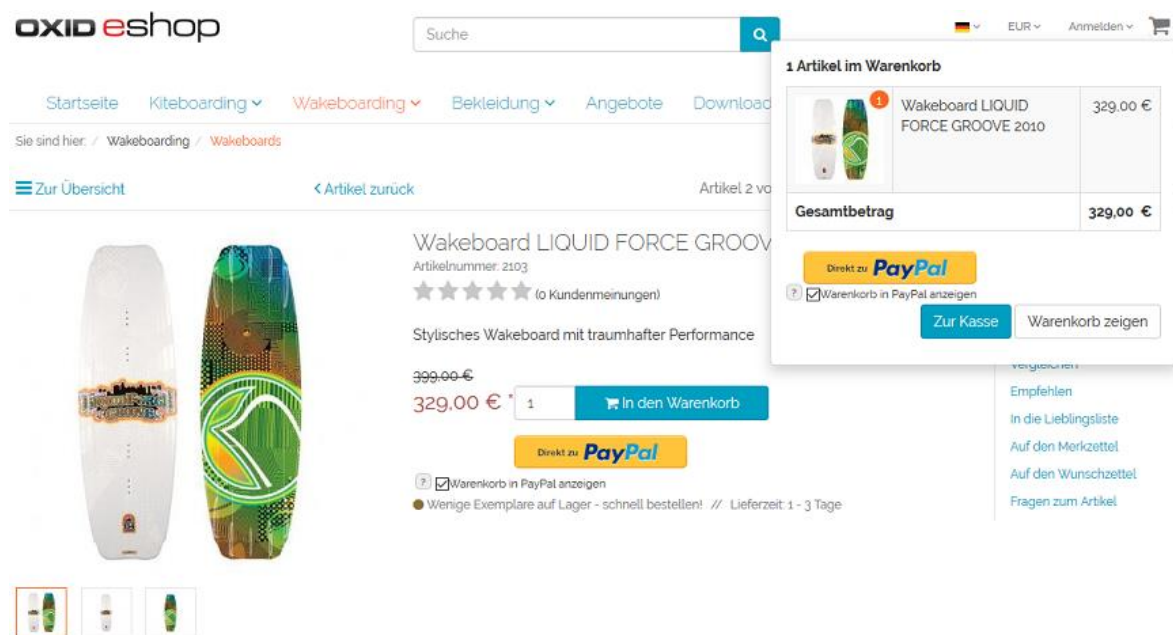 OXID eshop
Suche
EUR
Anmelden
Startseite
Kiteboarding
Wakeboarding
Bekleidung
Angebote
Download
Sie sind hier: / Wakeboarding / Wakeboards
Zur Übersicht
Artikel zurück
Artikel 2 vo
Wakeboard LIQUID FORCE GROOV
Artikelnummer: 2103
(0 Kundenmeinungen)
Stylisches Wakeboard mit traumhafter Performance
399,00 €
329,00 € *
1
In den Warenkorb
Direkt zu PayPal
? Warenkorb in PayPal anzeigen
Wenige Exemplare auf Lager - schnell bestellen! // Lieferzeit: 1 - 3 Tage
1 Artikel im Warenkorb
1
Wakeboard LIQUID
FORCE GROOVE 2010
329,00 €
Gesamtbetrag
329,00 €
Direkt zu PayPal
? Warenkorb in PayPal anzeigen
Zur Kasse
Warenkorb zeigen
Vergleichen
Empfehlen
In die Lieblingsliste
Auf den Merkzettel
Auf den Wunschzettel
Fragen zum Artikel